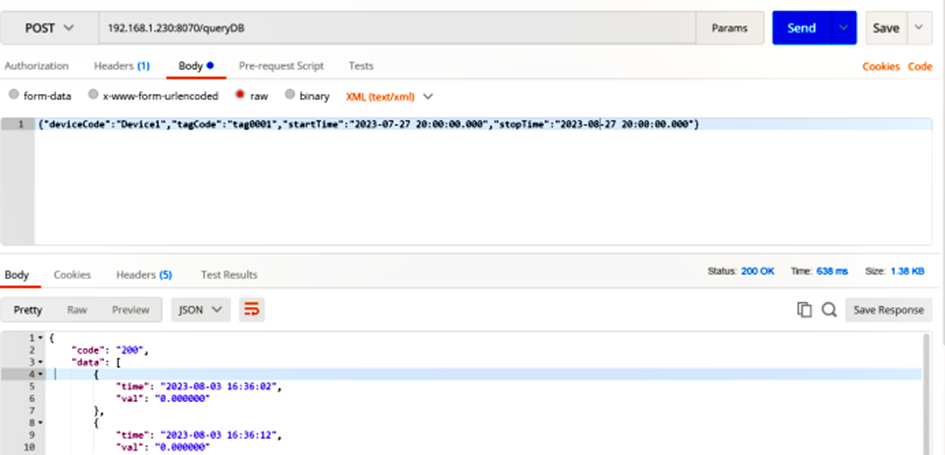 POST 192.168.1.230:8070/queryDB Params Send Save
Authorization Headers (1) Body Pre-request Script Tests Cookies Code
form-data x-www-form-urlencoded raw binary XML (text/xml)
1 {"deviceCode":"Device1","tagCode":"tag0001","startTime":"2023-07-27 20:00:00.000","stopTime":"2023-08-27 20:00:00.000"}
Body Cookies Headers (5) Test Results Status: 200 OK Time: 638 ms Size: 1.38 KB
Pretty Raw Preview JSON Save Response
1 {
2 "code": "200",
3 "data": [
4 {
5 "time": "2023-08-03 16:36:02",
6 "val": "0.000000"
7 },
8 {
9 "time": "2023-08-03 16:36:12",
10 "val": "0.000000"